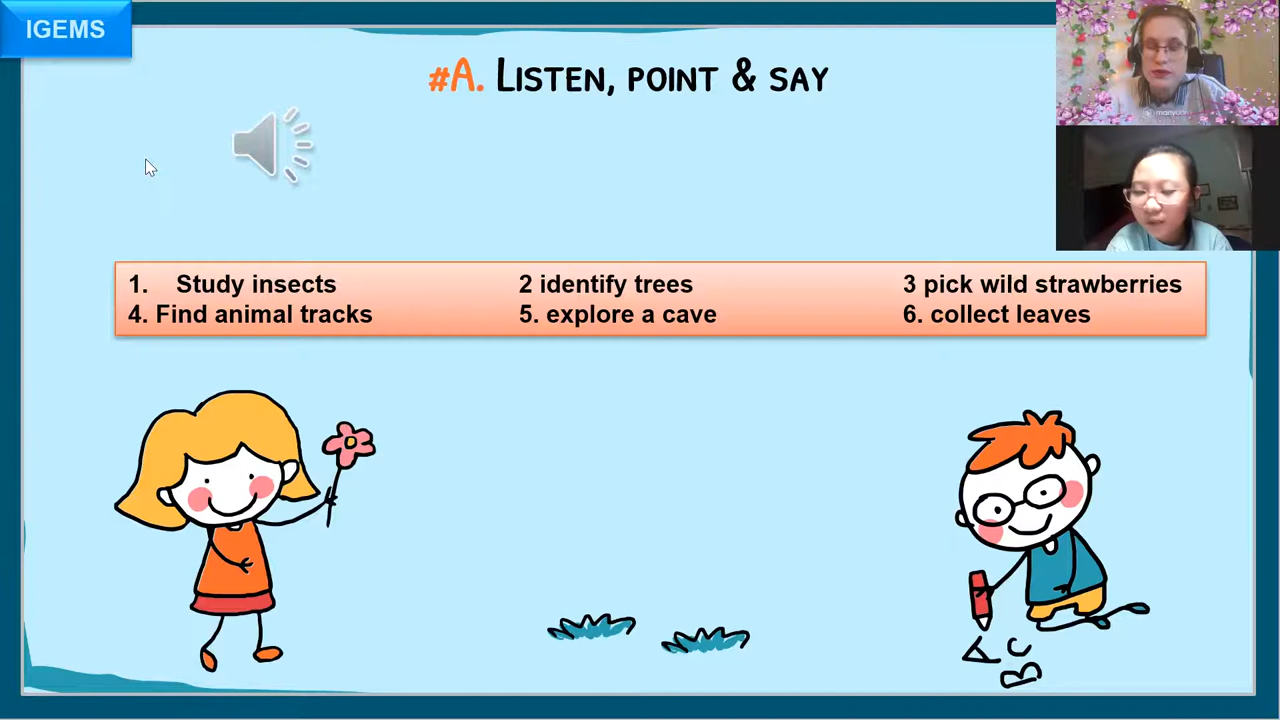 IGEMS
#A. LISTEN, POINT & SAY
1. Study insects 2 identify trees 3 pick wild strawberries
4. Find animal tracks 5. explore a cave 6. collect leaves
manycam
A C
B